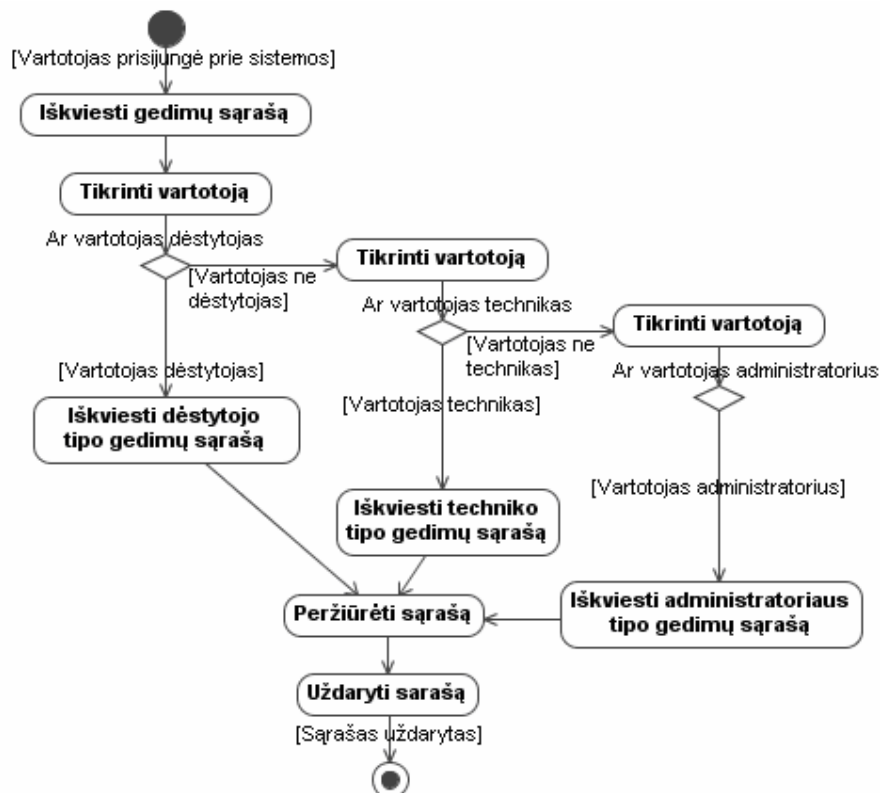 [Vartotojas prisijungė prie sistemos]
Iškviesti gedimų sąrašą
Tikrinti vartotoją
Ar vartotojas dėstytojas
[Vartotojas ne
dėstytojas]
Tikrinti vartotoją
Ar vartotojas technikas
[Vartotojas ne
technikas]
Tikrinti vartotoją
Ar vartotojas administratorius
[Vartotojas dėstytojas]
Iškviesti dėstytojo
tipo gedimų sąrašą
[Vartotojas technikas]
Iškviesti techniko
tipo gedimų sąrašą
[Vartotojas administratorius]
Iškviesti administratoriaus
tipo gedimų sąrašą
Peržiūrėti sąrašą
Uždaryti sarašą
[Sąrašas uždarytas]